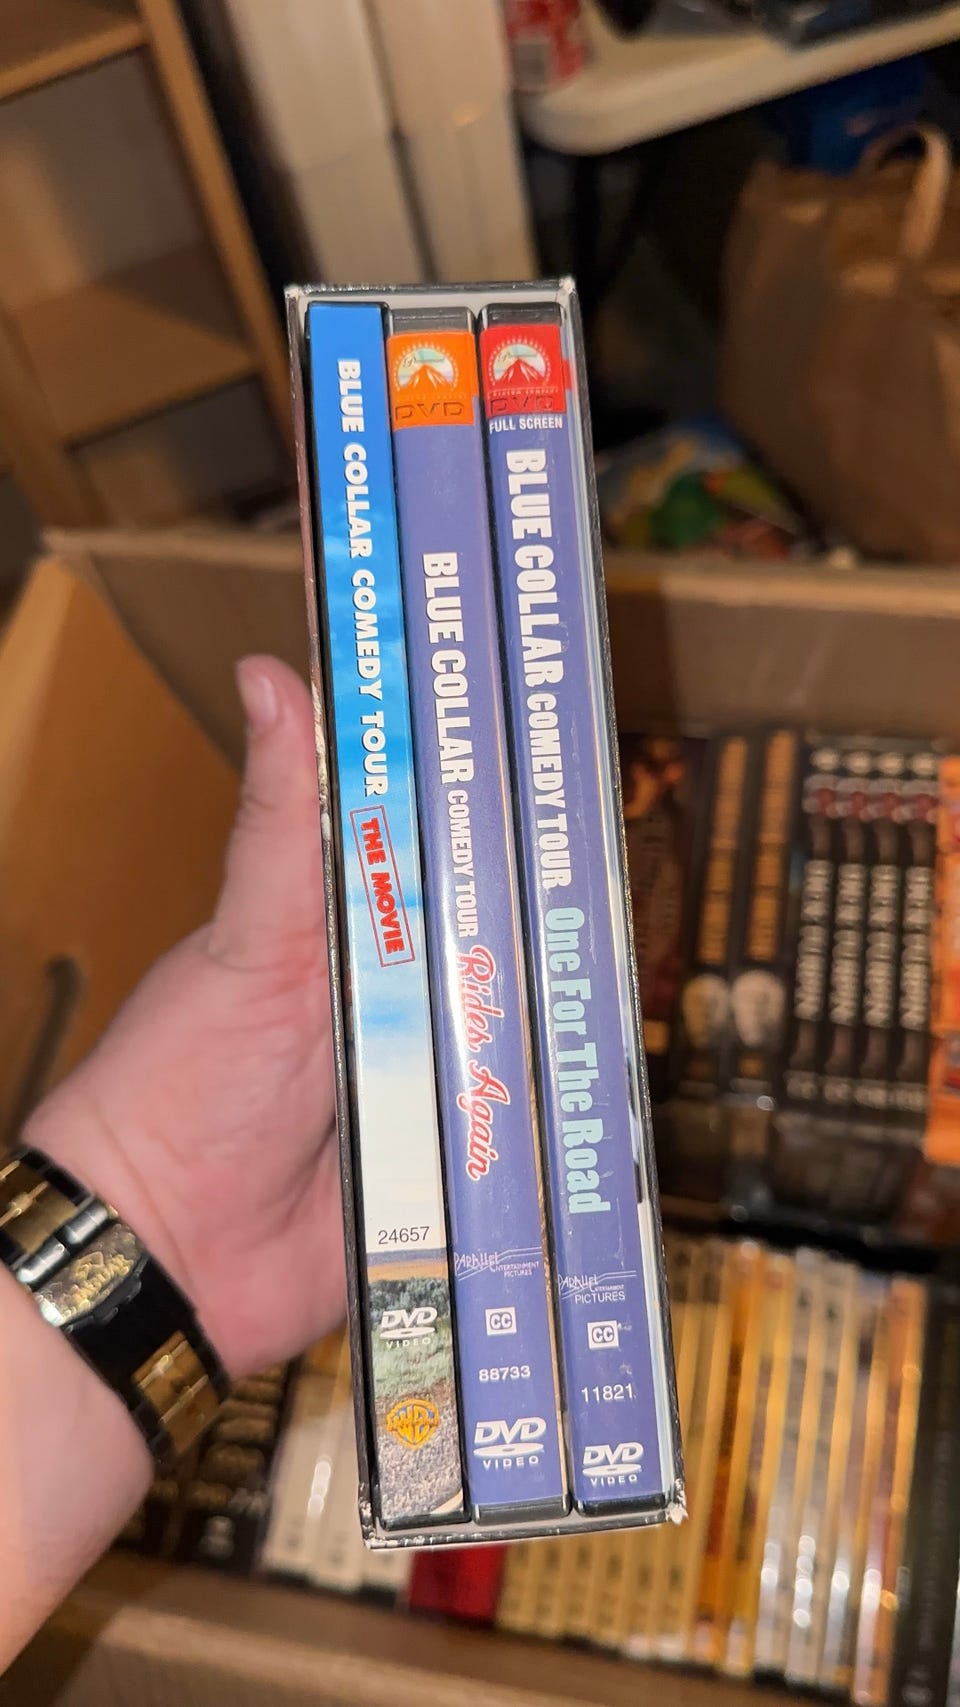 BLUE COLLAR COMEDY TOUR THE MOVIE
24657
DVD
VIDEO
WB
Paramount
DVD
BLUE COLLAR COMEDY TOUR Rides Again
PARALLEL ENTERTAINMENT PICTURES
CC
88733
DVD
VIDEO
DVD
FULL SCREEN
BLUE COLLAR COMEDY TOUR One For The Road
PARALLEL ENTERTAINMENT PICTURES
CC
11821
DVD
VIDEO